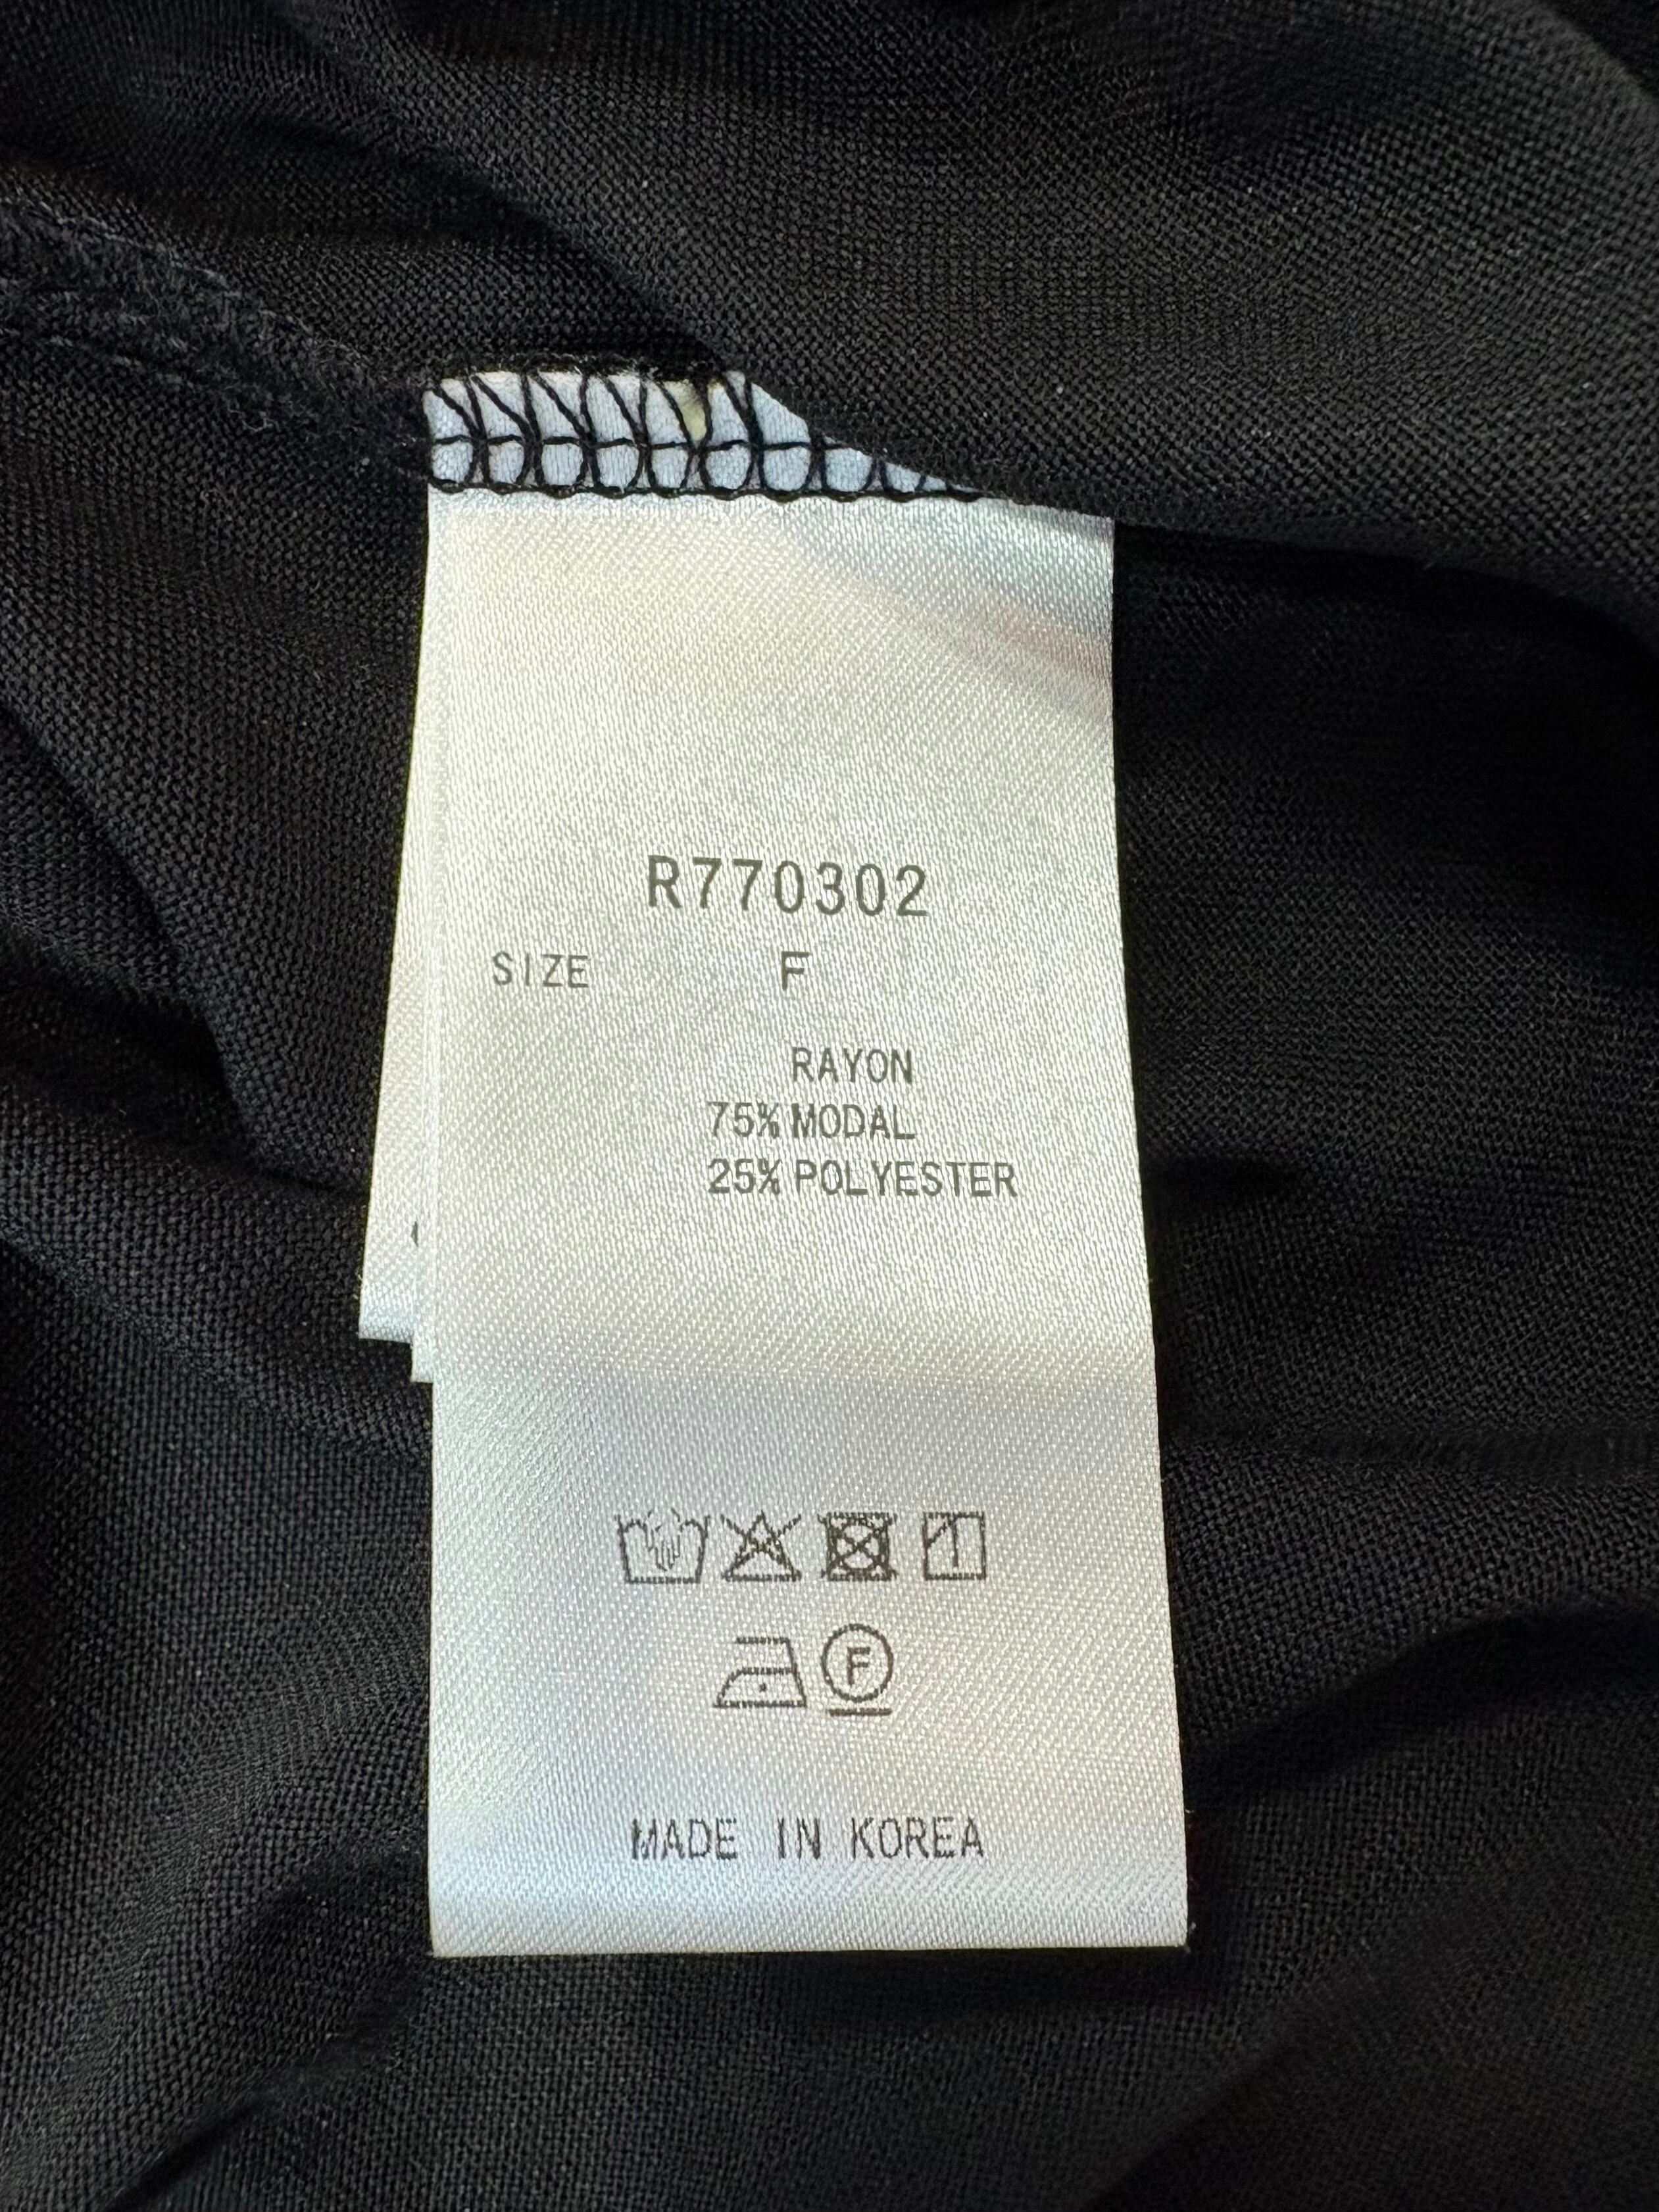 R770302
SIZE F
RAYON
75% MODAL
25% POLYESTER
F
MADE IN KOREA